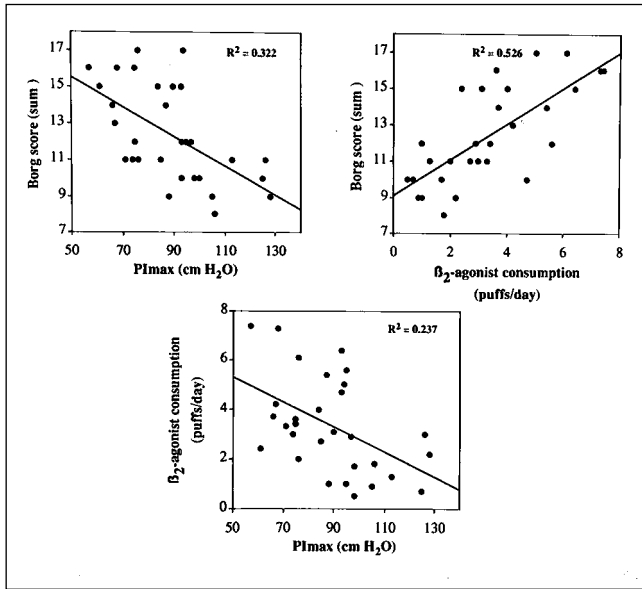 Borg score (sum)
17
15
13
11
9
7
R² = 0.322
50 70 90 110 130
PImax (cm H₂O)
Borg score (sum)
17
15
13
11
9
7
R² = 0.526
0 2 4 6 8
ß₂-agonist consumption
(puffs/day)
ß₂-agonist consumption
(puffs/day)
8
6
4
2
0
R² = 0.237
50 70 90 110 130
PImax (cm H₂O)